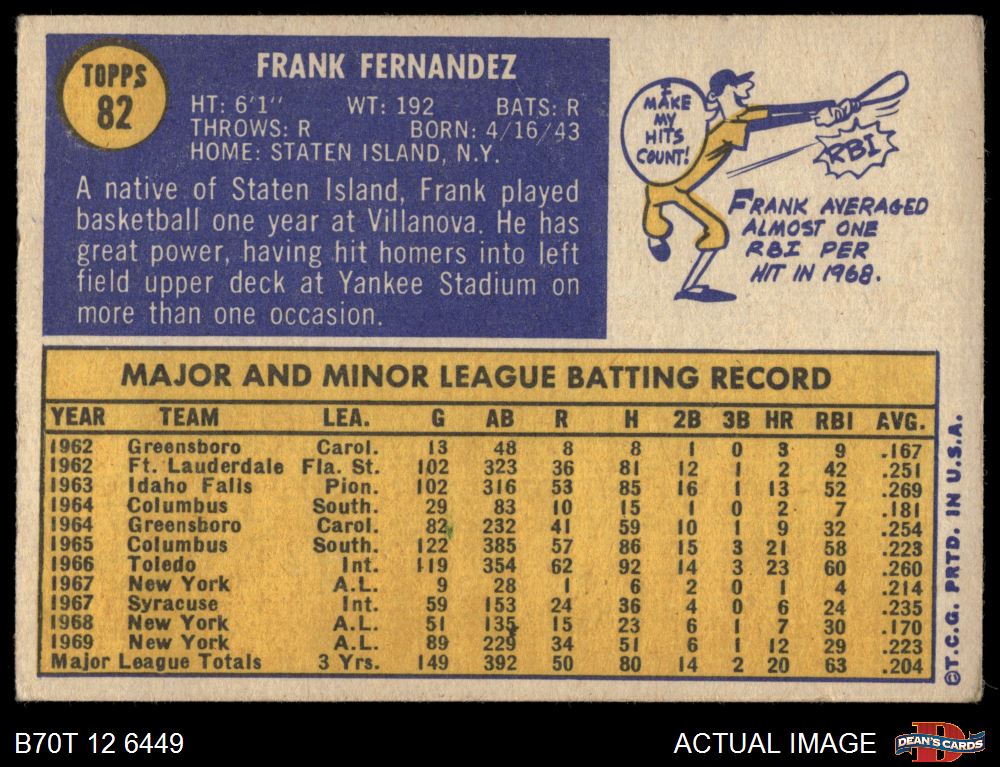 TOPPS
82
FRANK FERNANDEZ
HT: 6'1" WT: 192 BATS: R
THROWS: R BORN: 4/16/43
HOME: STATEN ISLAND, N.Y.
A native of Staten Island, Frank played
basketball one year at Villanova. He has
great power, having hit homers into left
field upper deck at Yankee Stadium on
more than one occasion.
I
MAKE
MY
HITS
COUNT!
RBI
FRANK AVERAGED
ALMOST ONE
RBI PER
HIT IN 1968.
MAJOR AND MINOR LEAGUE BATTING RECORD
YEAR TEAM LEA. G AB R H 2B 3B HR RBI AVG.
1962 Greensboro Carol. 13 48 8 8 1 0 3 9 .167
1962 Ft. Lauderdale Fla. St. 102 323 36 81 12 1 2 42 .251
1963 Idaho Falls Pion. 102 316 53 85 16 1 13 52 .269
1964 Columbus South. 29 83 10 15 1 0 2 7 .181
1964 Greensboro Carol. 82 232 41 59 10 1 9 32 .254
1965 Columbus South. 122 385 57 86 15 3 21 58 .223
1966 Toledo Int. 119 354 62 92 14 3 23 60 .260
1967 New York A.L. 9 28 1 6 2 0 1 4 .214
1967 Syracuse Int. 59 153 24 36 4 0 6 24 .235
1968 New York A.L. 51 135 15 23 6 1 7 30 .170
1969 New York A.L. 89 229 34 51 6 1 12 29 .223
Major League Totals 3 Yrs. 149 392 50 80 14 2 20 63 .204
©T.C.G. PRTD. IN U.S.A.
B70T 12 6449
ACTUAL IMAGE
D
DEAN'S CARDS